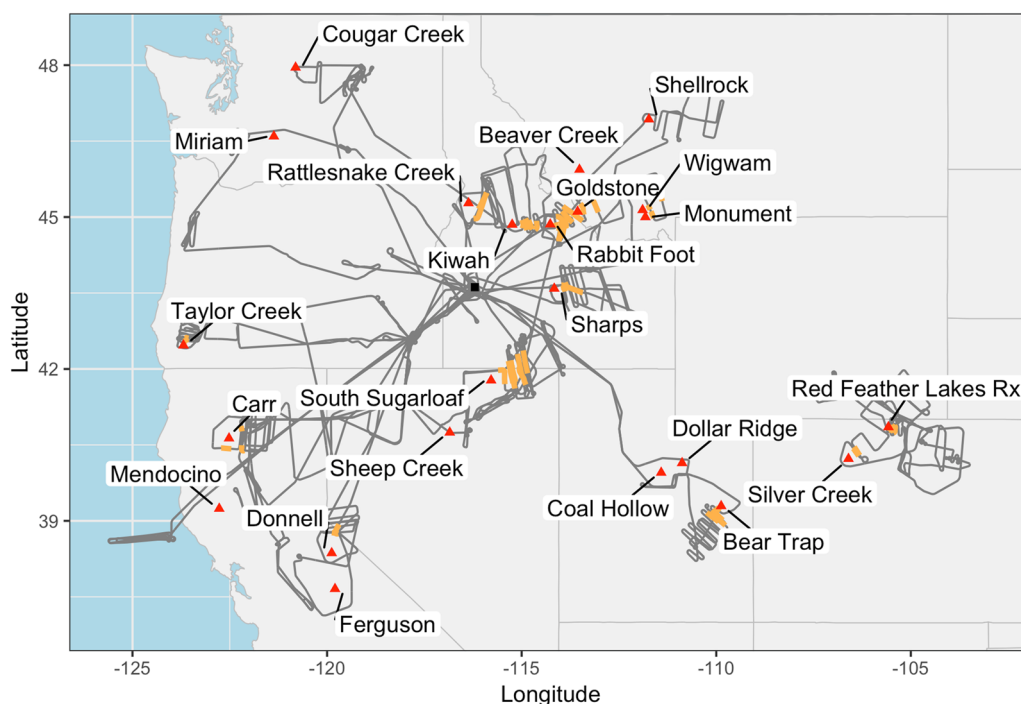 Cougar Creek
48
Shellrock
Beaver Creek
Miriam
Wigwam
Rattlesnake Creek
Goldstone
45
Monument
Kiwah
Rabbit Foot
Taylor Creek
Sharps
Latitude
42
South Sugarloaf
Red Feather Lakes Rx
Carr
Dollar Ridge
Mendocino
Sheep Creek
Silver Creek
Coal Hollow
Donnell
39
Bear Trap
Ferguson
-125
-120
-115
-110
-105
Longitude